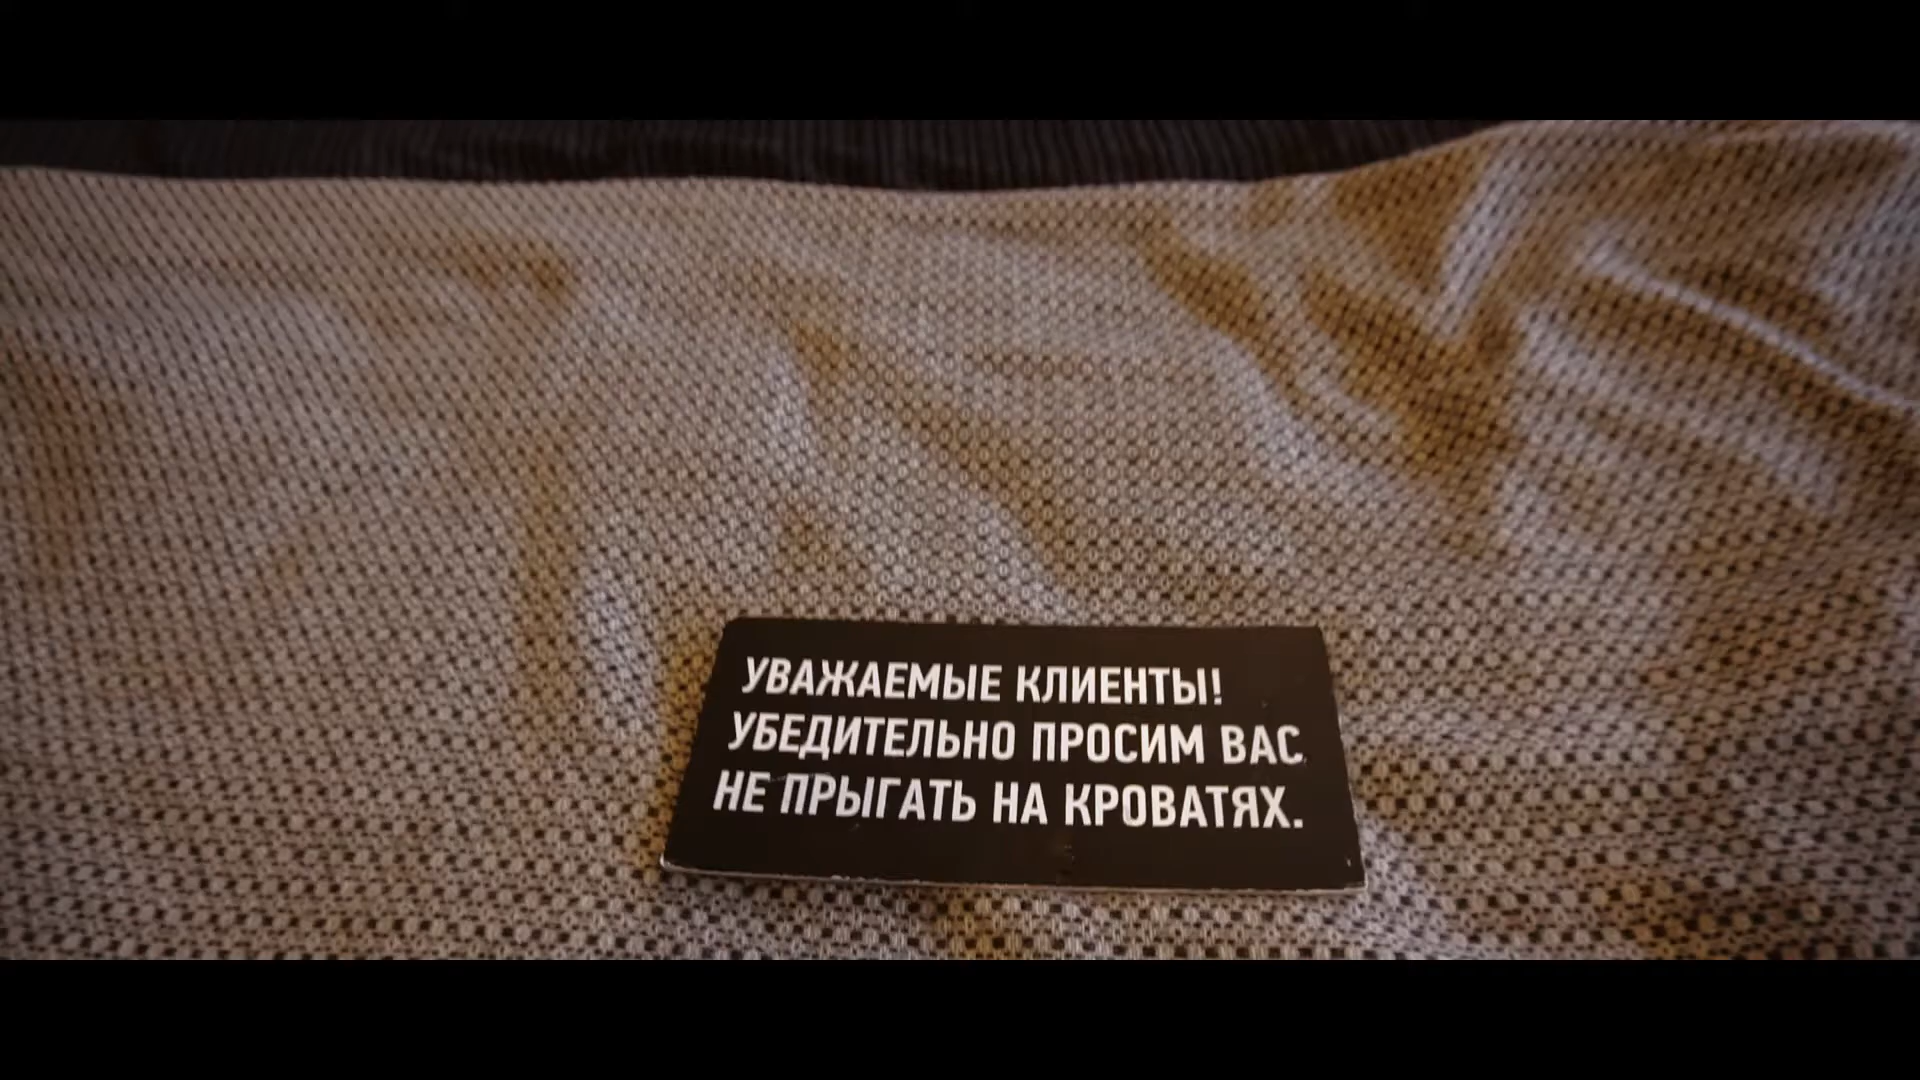 УВАЖАЕМЫЕ КЛИЕНТЫ!
УБЕДИТЕЛЬНО ПРОСИМ ВАС
НЕ ПРЫГАТЬ НА КРОВАТЯХ.